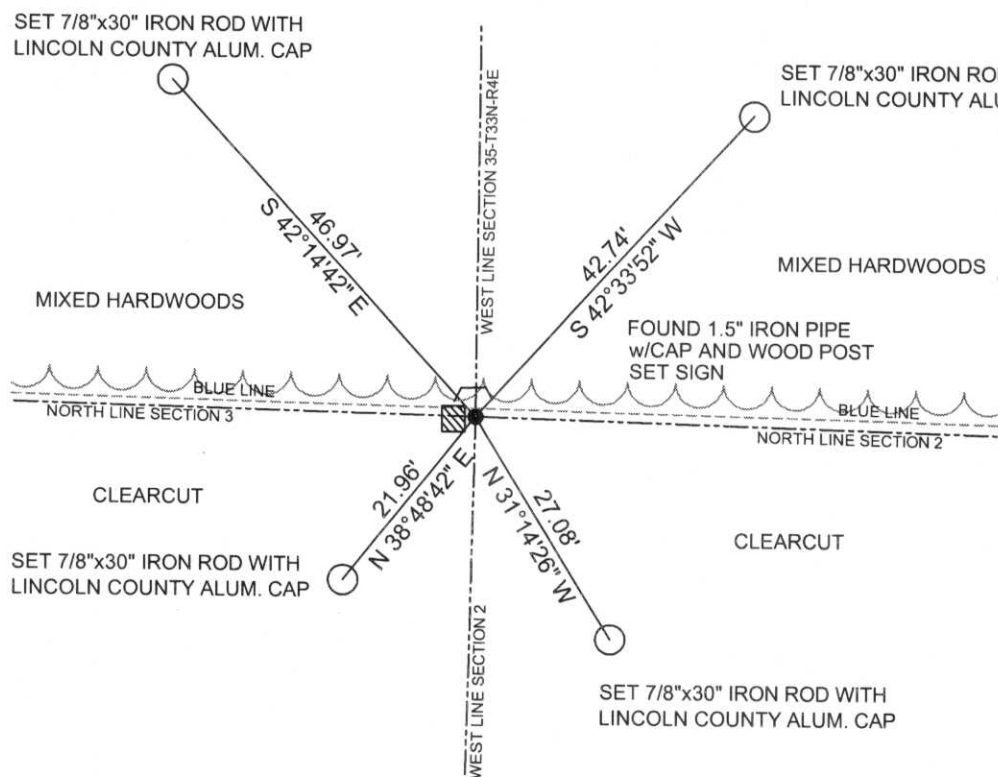 SET 7/8"x30" IRON ROD WITH
LINCOLN COUNTY ALUM. CAP
SET 7/8"x30" IRON
LINCOLN COUNTY
WEST LINE SECTION 35-T33N-R4E
46.97'
S 42°14'42" E
42.74'
S 42°33'52" W
MIXED HARDWOODS
MIXED HARDWOODS
FOUND 1.5" IRON PIPE
w/CAP AND WOOD POST
SET SIGN
BLUE LINE
BLUE LINE
NORTH LINE SECTION 3
NORTH LINE SECTION 2
21.96'
N 38°48'42" E
27.08'
N 31°14'26" W
CLEARCUT
CLEARCUT
SET 7/8"x30" IRON ROD WITH
LINCOLN COUNTY ALUM. CAP
WEST LINE SECTION 2
SET 7/8"x30" IRON ROD WITH
LINCOLN COUNTY ALUM. CAP